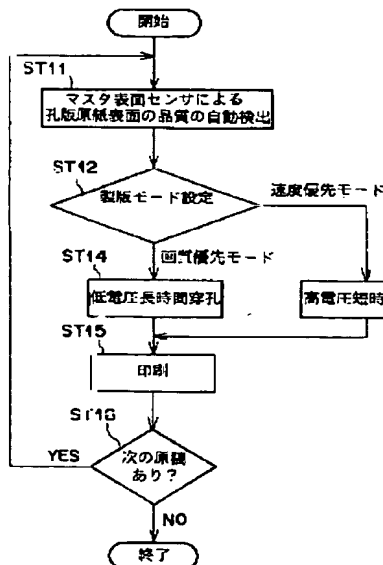 開始
ST11
マスタ表面センサによる
孔版原紙表面の品質の自動検出
ST12
製版モード設定
速度優先モード
画質優先モード
ST14
低電圧長時間穿孔
高電圧短時
ST15
印刷
ST16
次の原稿
あり?
YES
NO
終了